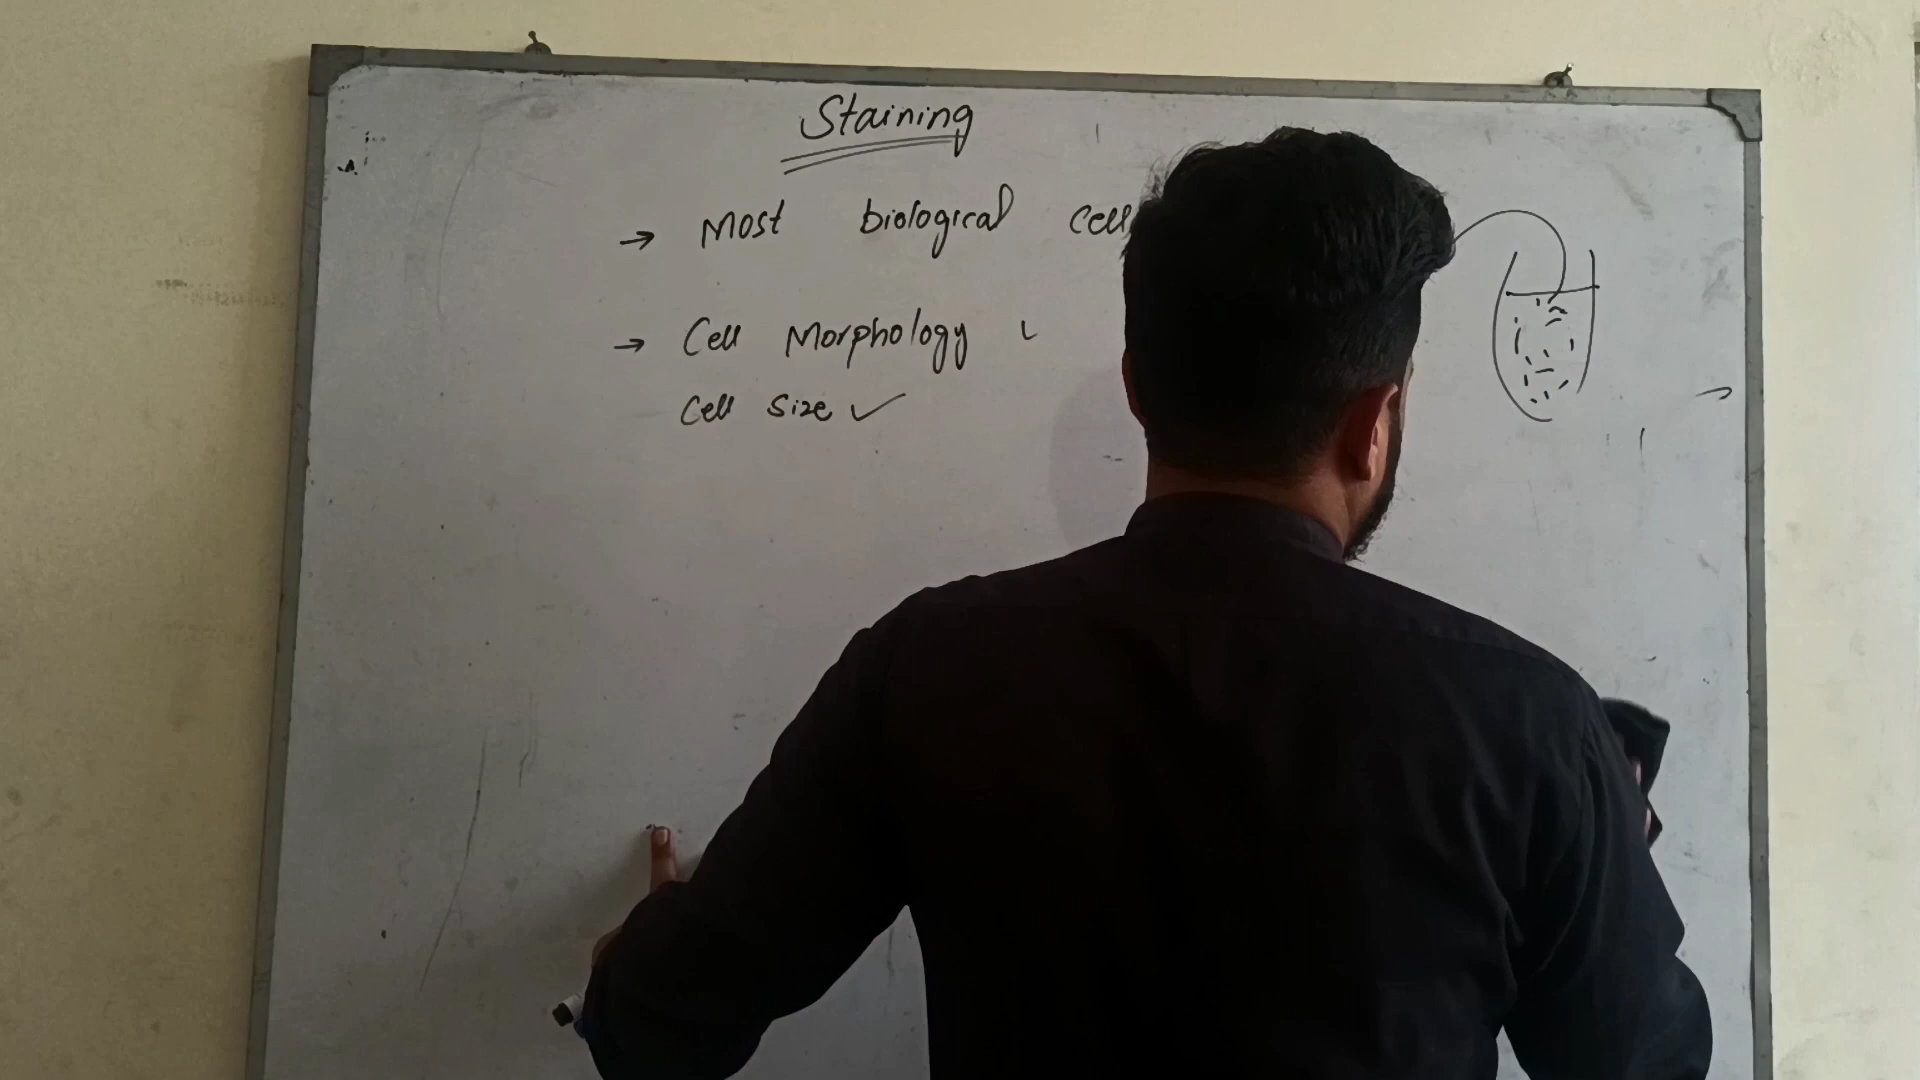 Staining
→ Most biological Cell
→ Cell Morphology
Cell Size ✓